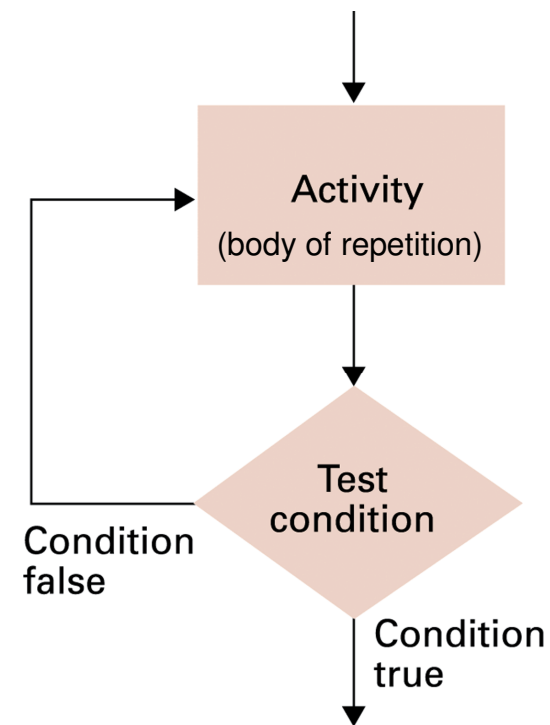 Activity
(body of repetition)
Test
condition
Condition
false
Condition
true